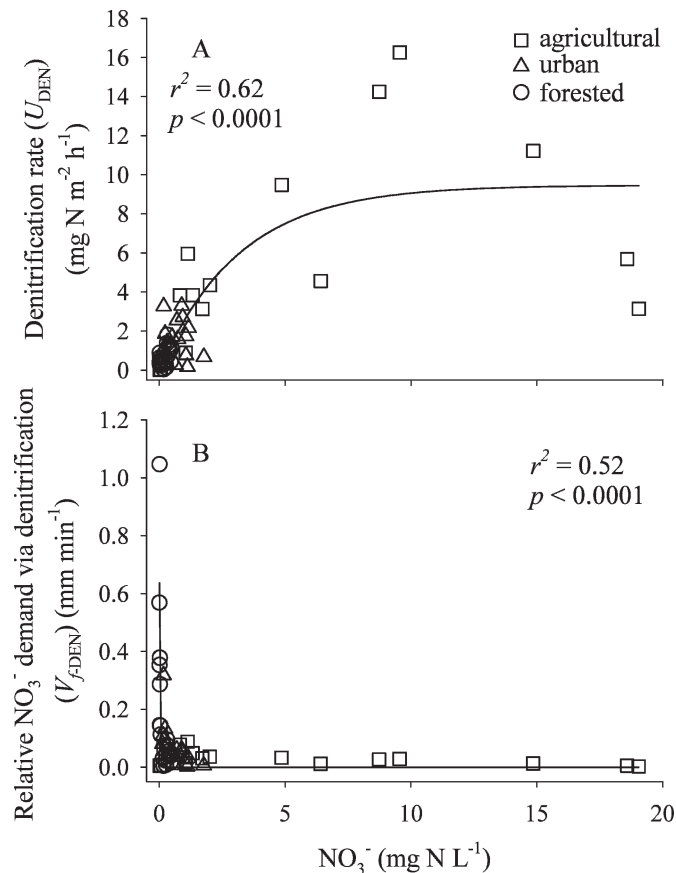 18
16
14
12
10
8
6
4
2
0
Denitrification rate (U_DEN)
(mg N m⁻² h⁻¹)
A
r² = 0.62
p < 0.0001
agricultural
urban
forested
1.2
1.0
0.8
0.6
0.4
0.2
0.0
Relative NO₃⁻ demand via denitrification
(V_f-DEN) (mm min⁻¹)
B
r² = 0.52
p < 0.0001
0 5 10 15 20
NO₃⁻ (mg N L⁻¹)